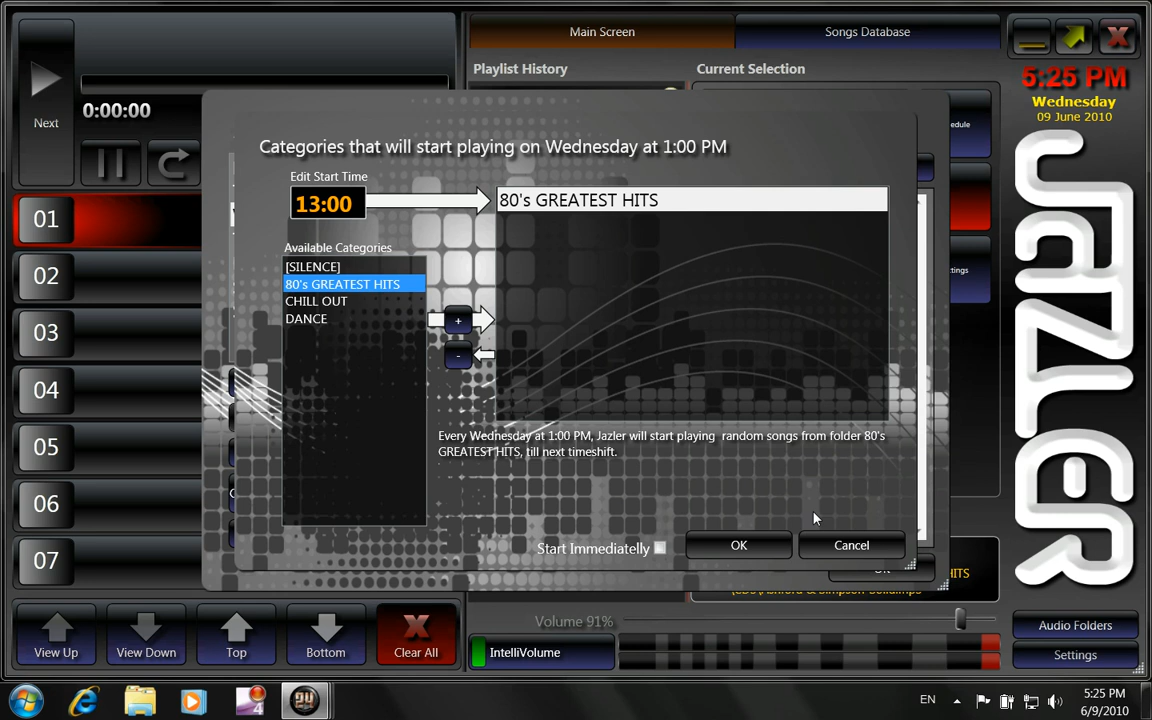 Main Screen
Songs Database
Playlist History
Current Selection
Next
0:00:00
5:25 PM
Wednesday
09 June 2010
JAZLER
Categories that will start playing on Wednesday at 1:00 PM
Edit Start Time
13:00
80's GREATEST HITS
Available Categories
[SILENCE]
80's GREATEST HITS
CHILL OUT
DANCE
+
-
Every Wednesday at 1:00 PM, Jazler will start playing  random songs from folder 80's
GREATEST HITS, till next timeshift.
Start Immediatelly
OK
Cancel
01
02
03
04
05
06
07
View Up
View Down
Top
Bottom
Clear All
Volume 91%
IntelliVolume
Audio Folders
Settings
EN
5:25 PM
6/9/2010